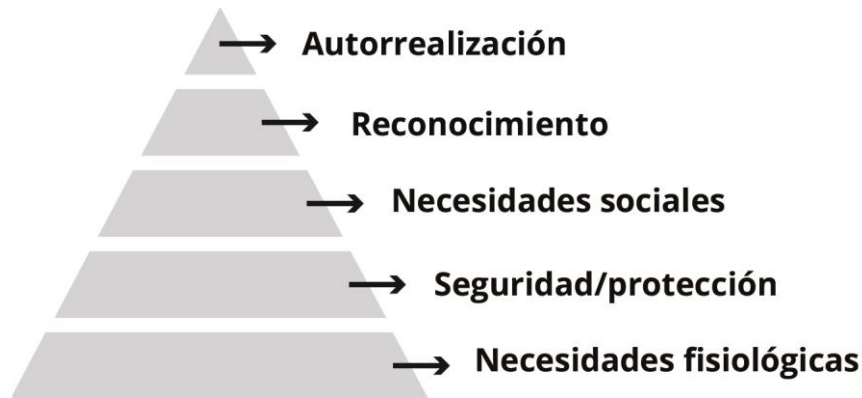 Autorrealización
Reconocimiento
Necesidades sociales
Seguridad/protección
Necesidades fisiológicas